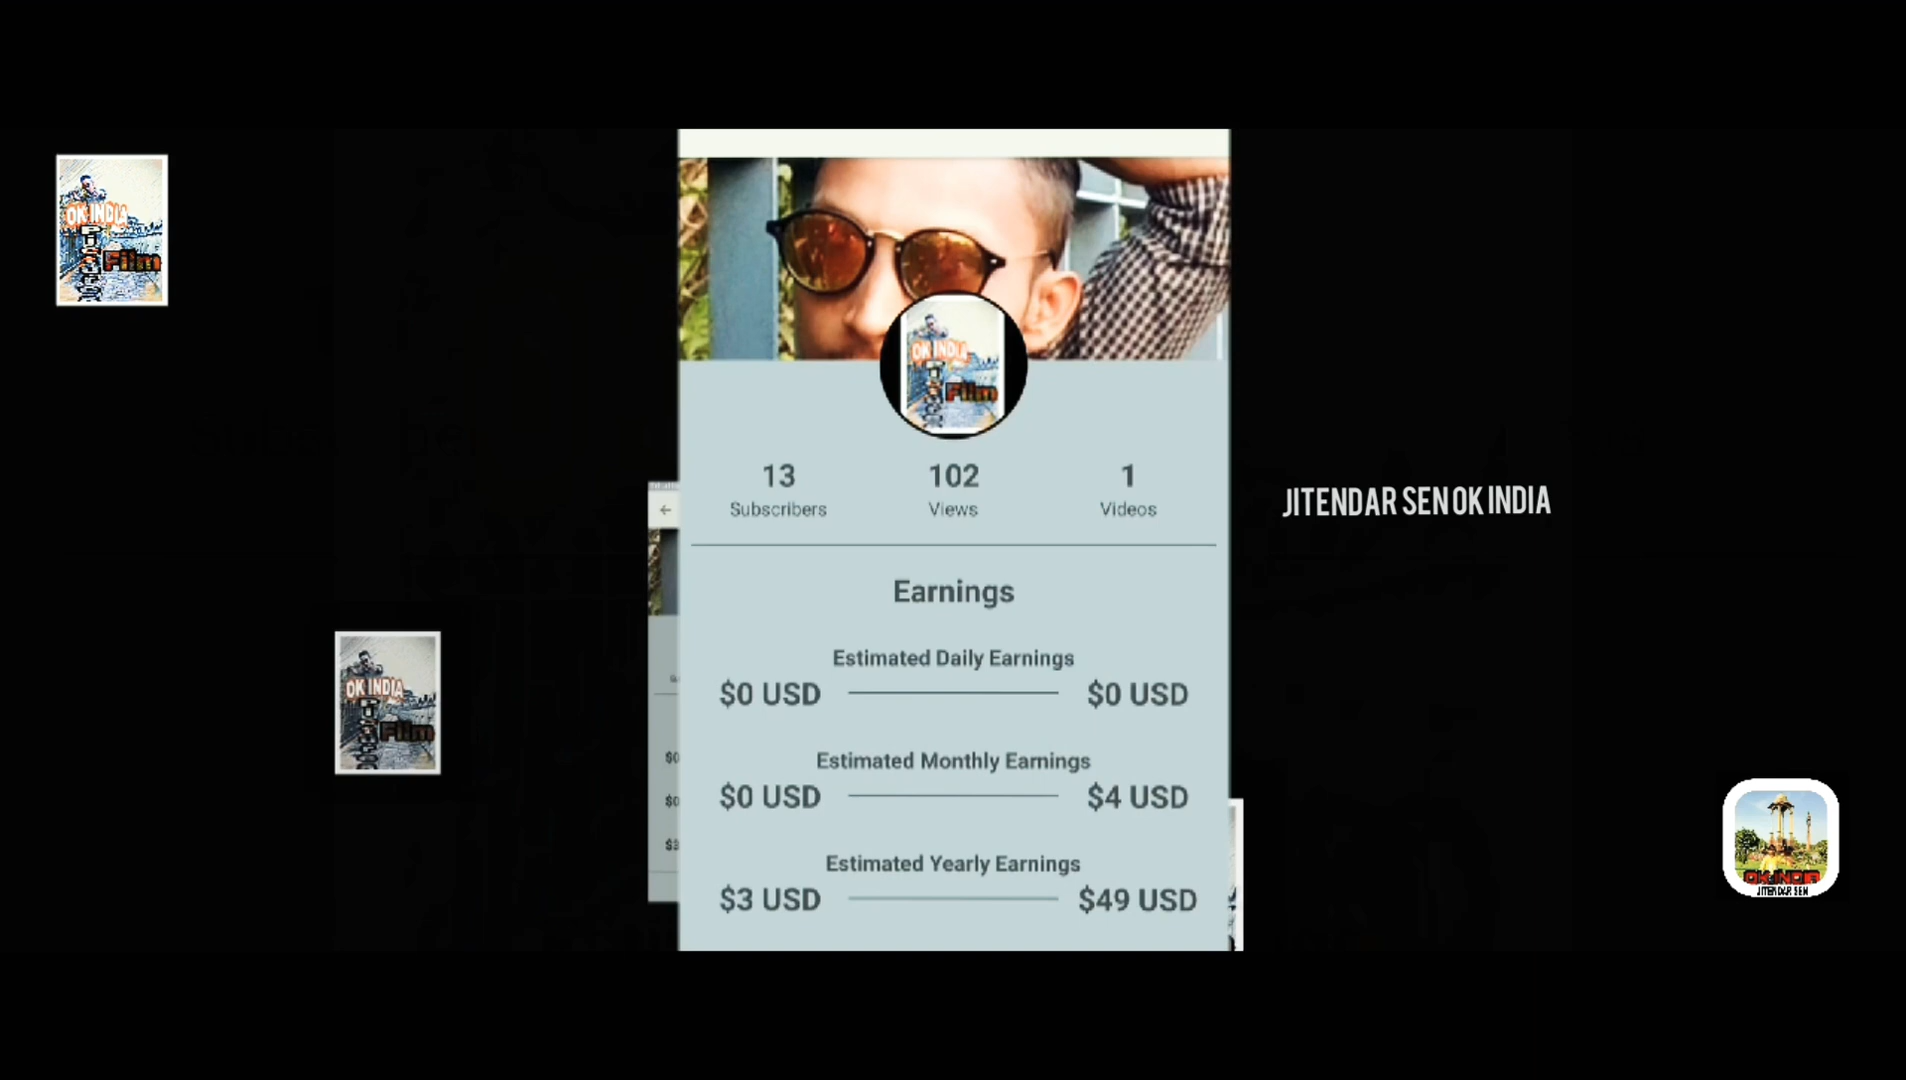 OK INDIA
Film
OK INDIA
Film
13
Subscribers
102
Views
1
Videos
JITENDAR SEN OK INDIA
Earnings
Estimated Daily Earnings
$0 USD
$0 USD
Estimated Monthly Earnings
$0 USD
$4 USD
Estimated Yearly Earnings
$3 USD
$49 USD
OK INDIA
Film
OK INDIA
JITENDAR SEN